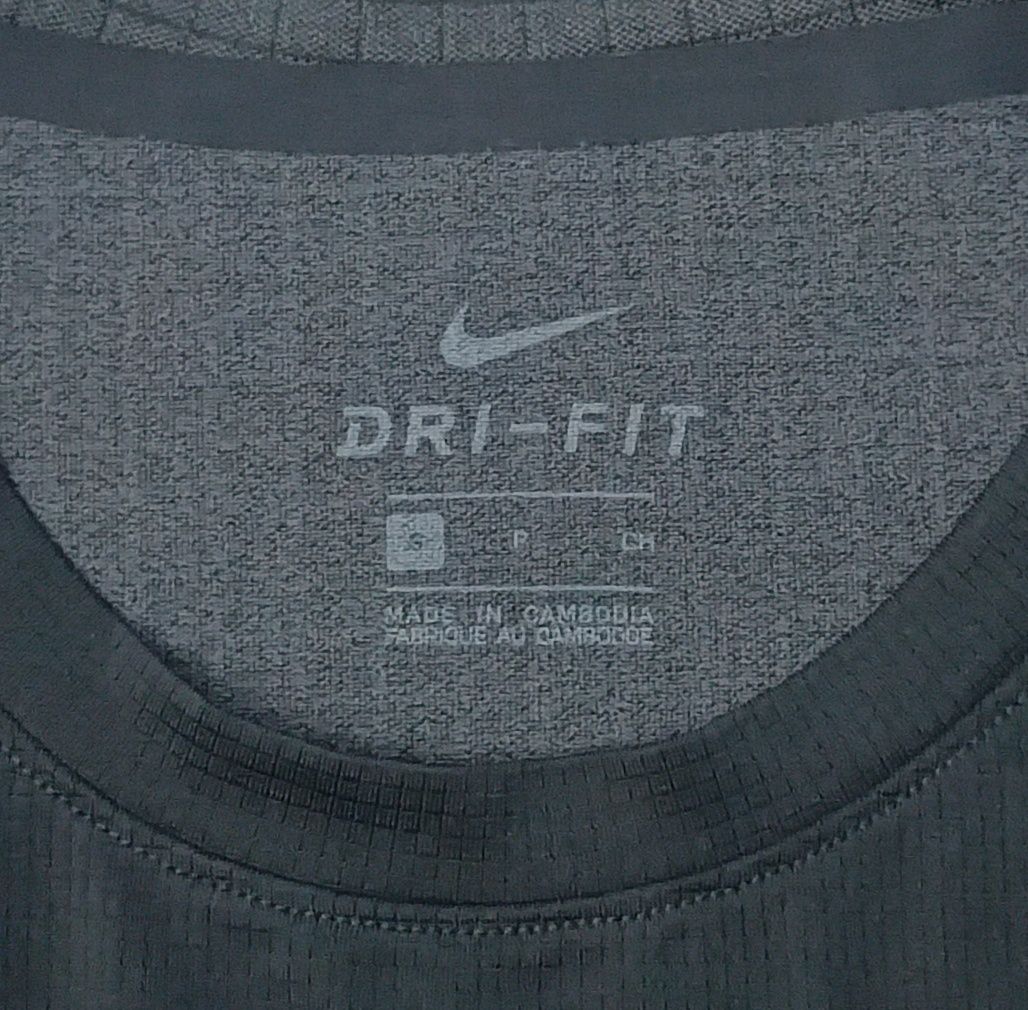 DRI-FIT
S P CH
MADE IN CAMBODIA
FABRIQUE AU CAMBODGE